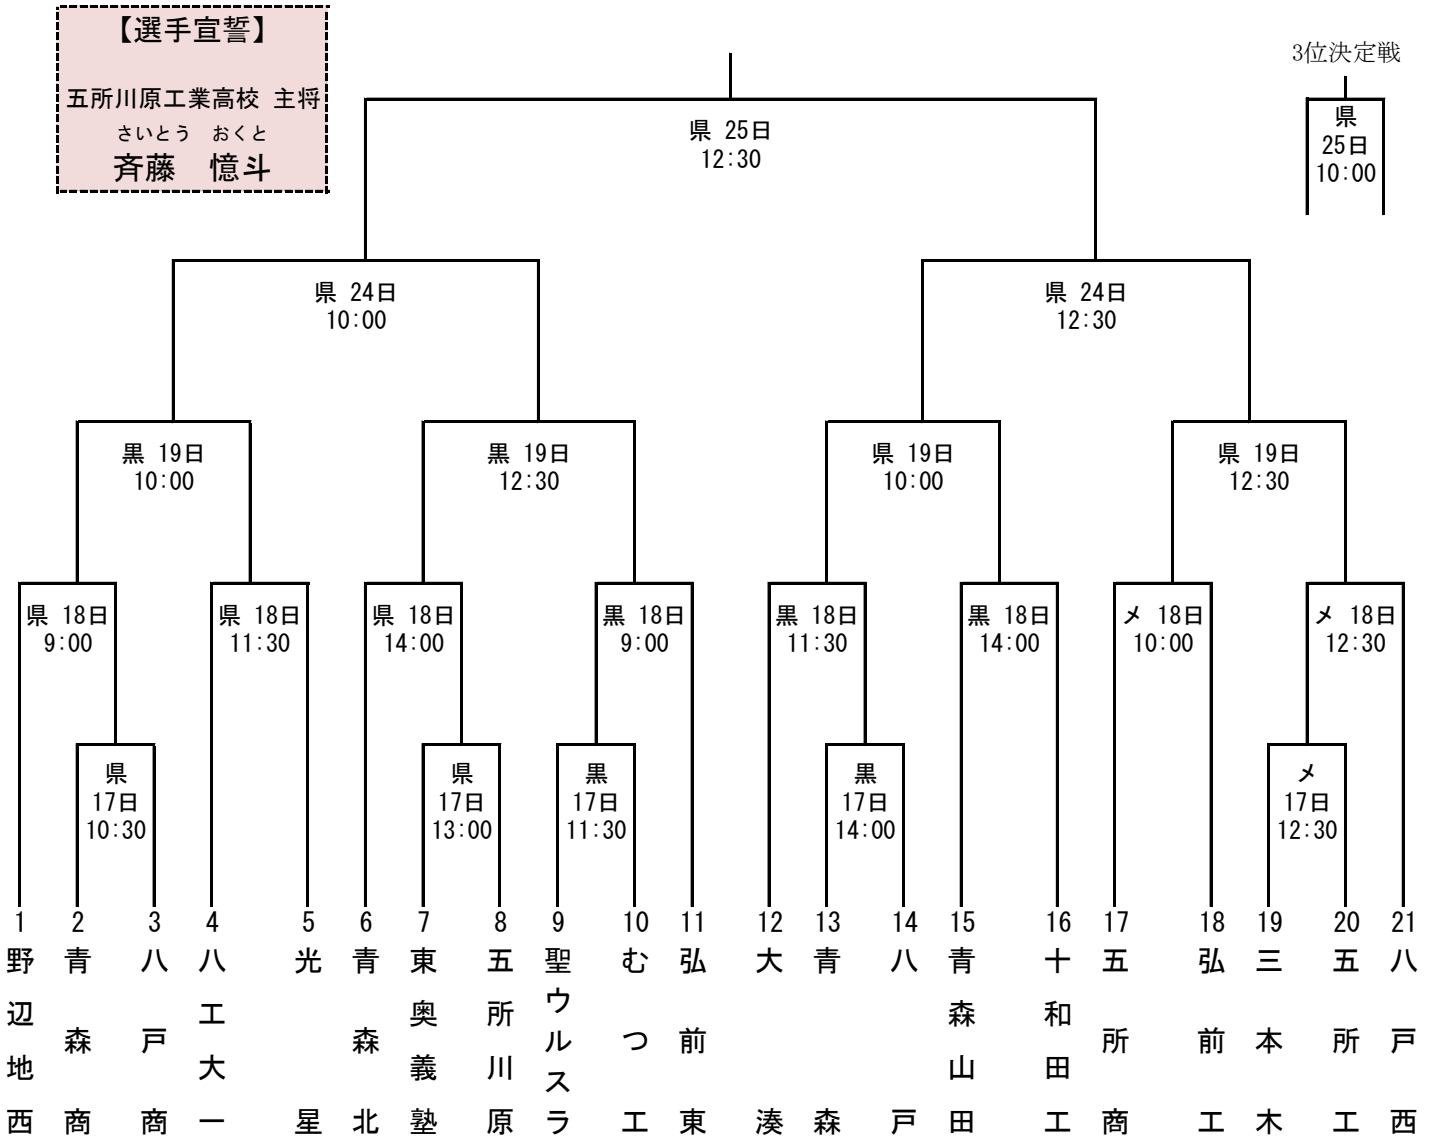 【選手宣誓】
五所川原工業高校 主将
さいとう おくと
斉藤 憶斗
3位決定戦
県
25日
10:00
県 25日
12:30
県 24日
10:00
県 24日
12:30
黒 19日
10:00
黒 19日
12:30
県 19日
10:00
県 19日
12:30
県 18日
9:00
県 18日
11:30
県 18日
14:00
黒 18日
9:00
黒 18日
11:30
黒 18日
14:00
メ 18日
10:00
メ 18日
12:30
県
17日
10:30
県
17日
13:00
黒
17日
11:30
黒
17日
14:00
メ
17日
12:30
1
野辺地西
2
青森商
3
八戸商
4
八工大一
5
光星
6
青森北
7
東奥義塾
8
五所川原
9
聖ウルスラ
10
むつ工
11
弘前東
12
大湊
13
青森
14
八戸
15
青森山田
16
十和田工
17
五所商
18
弘前工
19
三本木
20
五所工
21
八戸西